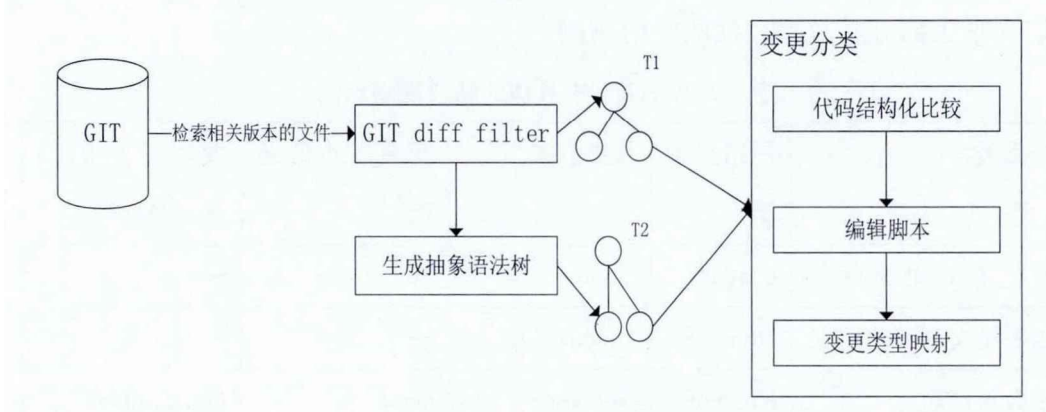 变更分类
T1
代码结构化比较
GIT
检索相关版本的文件
GIT diff filter
T2
编辑脚本
生成抽象语法树
变更类型映射